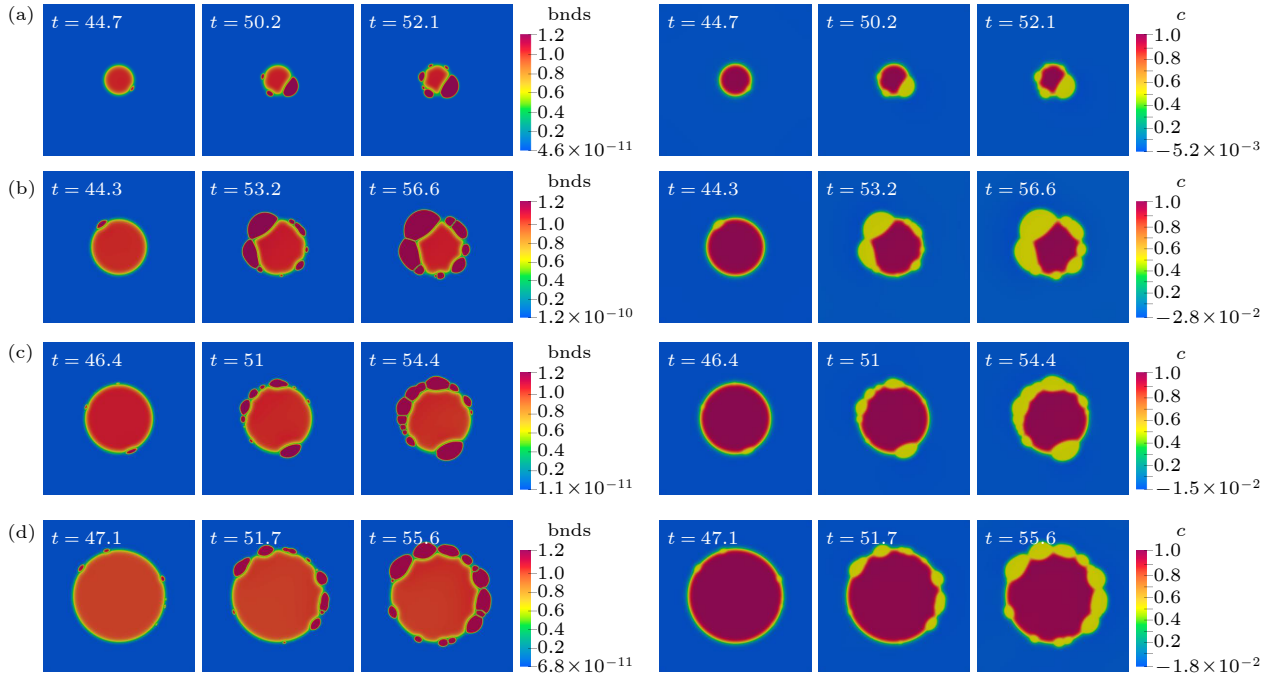 (a)
t = 44.7
t = 50.2
t = 52.1
bnds
1.2
1.0
0.8
0.6
0.4
0.2
4.6×10⁻¹¹
t = 44.7
t = 50.2
t = 52.1
c
1.0
0.8
0.6
0.4
0.2
−5.2×10⁻³
(b)
t = 44.3
t = 53.2
t = 56.6
bnds
1.2
1.0
0.8
0.6
0.4
0.2
1.2×10⁻¹⁰
t = 44.3
t = 53.2
t = 56.6
c
1.0
0.8
0.6
0.4
0.2
−2.8×10⁻²
(c)
t = 46.4
t = 51
t = 54.4
bnds
1.2
1.0
0.8
0.6
0.4
0.2
1.1×10⁻¹¹
t = 46.4
t = 51
t = 54.4
c
1.0
0.8
0.6
0.4
0.2
−1.5×10⁻²
(d)
t = 47.1
t = 51.7
t = 55.6
bnds
1.2
1.0
0.8
0.6
0.4
0.2
6.8×10⁻¹¹
t = 47.1
t = 51.7
t = 55.6
c
1.0
0.8
0.6
0.4
0.2
−1.8×10⁻²